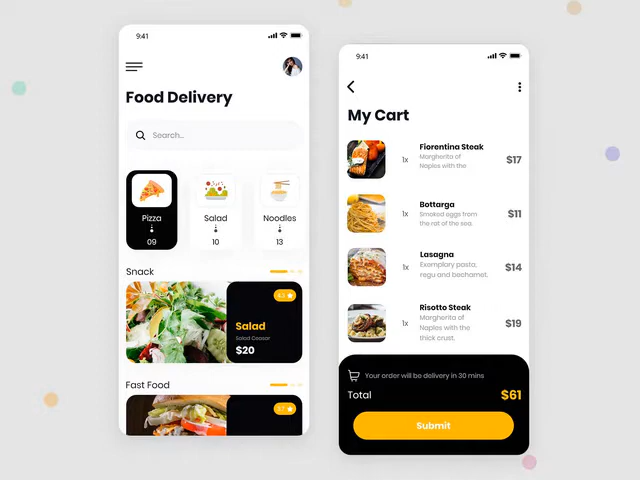 9:41
Food Delivery
Search..
Pizza
09
Salad
10
Noodles
13
Snack
Salad
Salad Ceosar
$20
Fast Food
9:41
My Cart
1x
Fiorentina Steak
Margherita of
Naples with the
$17
1x
Bottarga
Smoked eggs from
the rat of the sea.
$11
1x
Lasagna
Exemplary pasta,
regu and bechamet.
$14
1x
Risotto Steak
Margherita of
Naples with the
thick crust.
$19
Your order will be delivery in 30 mins
Total
$61
Submit